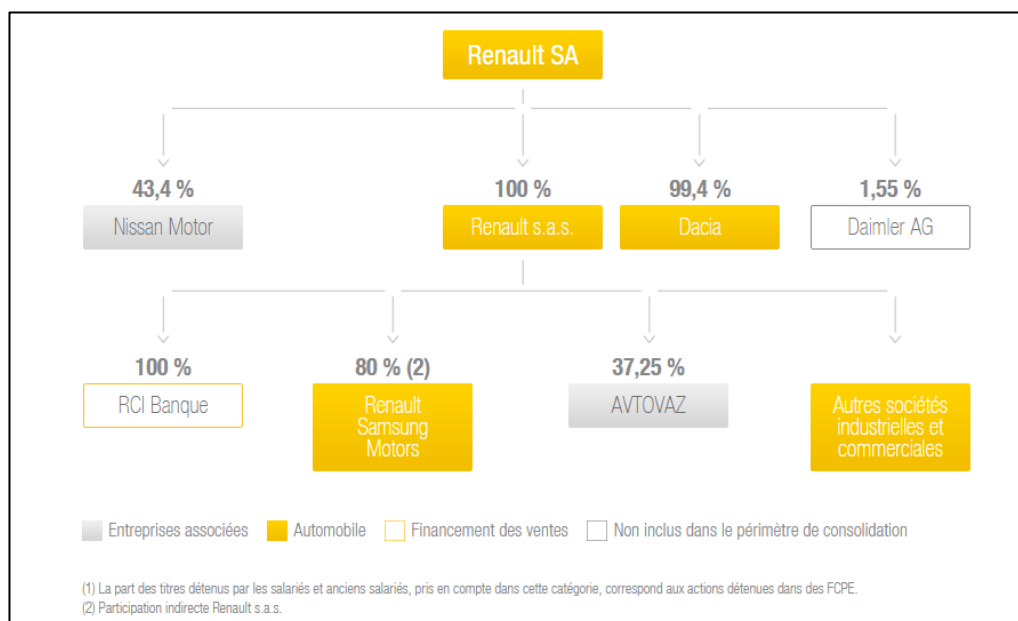 Renault SA
43,4 %
100 %
99,4 %
1,55 %
Nissan Motor
Renault s.a.s.
Dacia
Daimler AG
100 %
80 % (2)
37,25 %
RCI Banque
Renault
Samsung
Motors
AVTOVAZ
Autres sociétés
industrielles et
commerciales
Entreprises associées
Automobile
Financement des ventes
Non inclus dans le périmètre de consolidation
(1) La part des titres détenus par les salariés et anciens salariés, pris en compte dans cette catégorie, correspond aux actions détenues dans des FCPE.
(2) Participation indirecte Renault s.a.s.